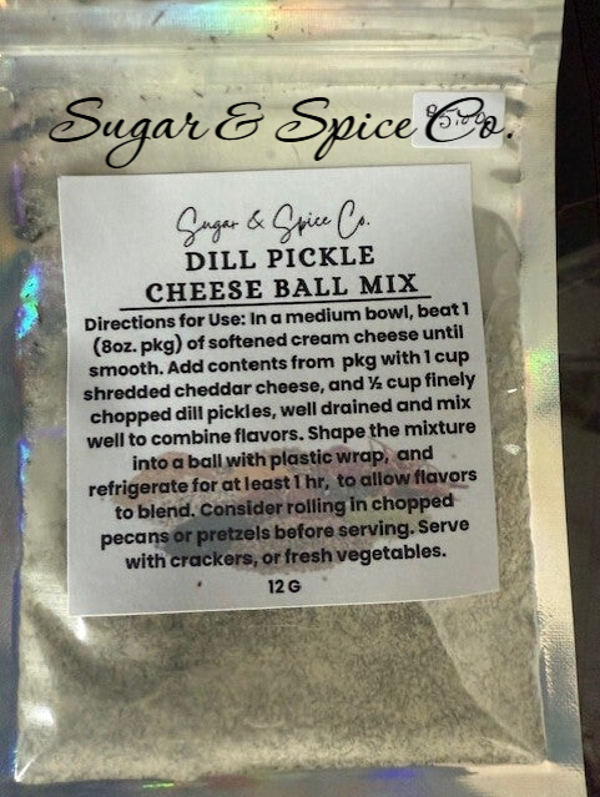 Sugar & Spice Co.
Sugar & Spice Co.
DILL PICKLE
CHEESE BALL MIX
Directions for Use: In a medium bowl, beat 1
(8oz. pkg) of softened cream cheese until
smooth. Add contents from pkg with 1 cup
shredded cheddar cheese, and ½ cup finely
chopped dill pickles, well drained and mix
well to combine flavors. Shape the mixture
into a ball with plastic wrap, and
refrigerate for at least 1 hr, to allow flavors
to blend. Consider rolling in chopped
pecans or pretzels before serving. Serve
with crackers, or fresh vegetables.
12 G